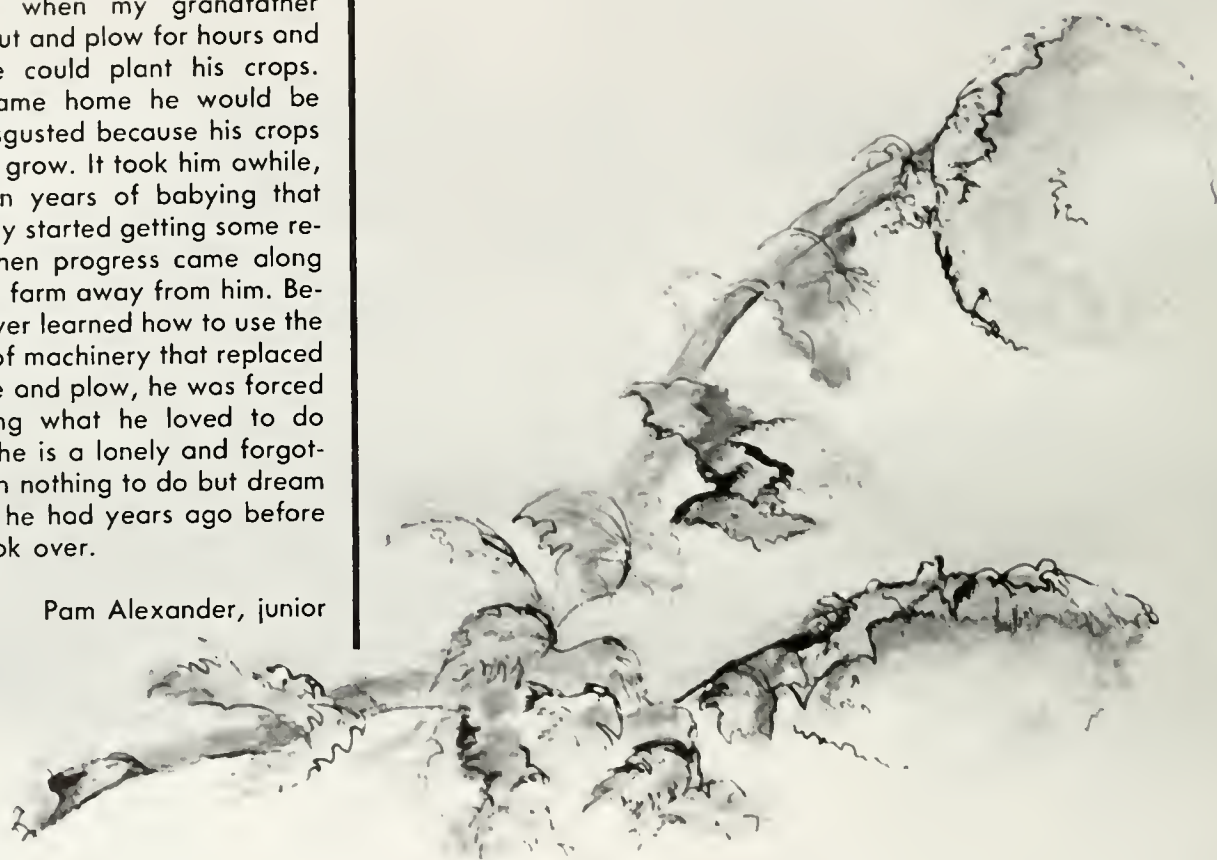 when my grandfather
ut and plow for hours and
e could plant his crops.
ame home he would be
sgusted because his crops
grow. It took him awhile,
n years of babying that
y started getting some re-
hen progress came along
farm away from him. Be-
ver learned how to use the
of machinery that replaced
e and plow, he was forced
ng what he loved to do
he is a lonely and forgot-
h nothing to do but dream
he had years ago before
ok over.
Pam Alexander, junior